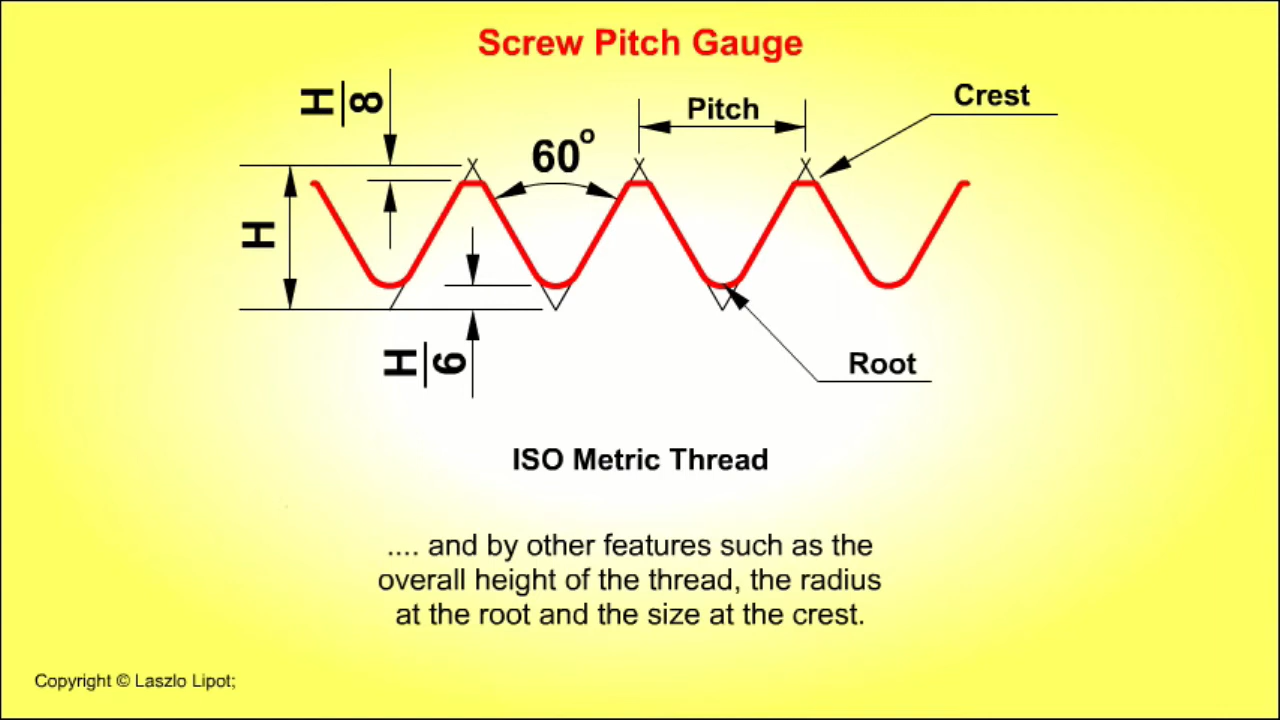 Screw Pitch Gauge
H/8
Pitch
Crest
60°
H
H/6
Root
ISO Metric Thread
.... and by other features such as the
overall height of the thread, the radius
at the root and the size at the crest.
Copyright © Laszlo Lipot;